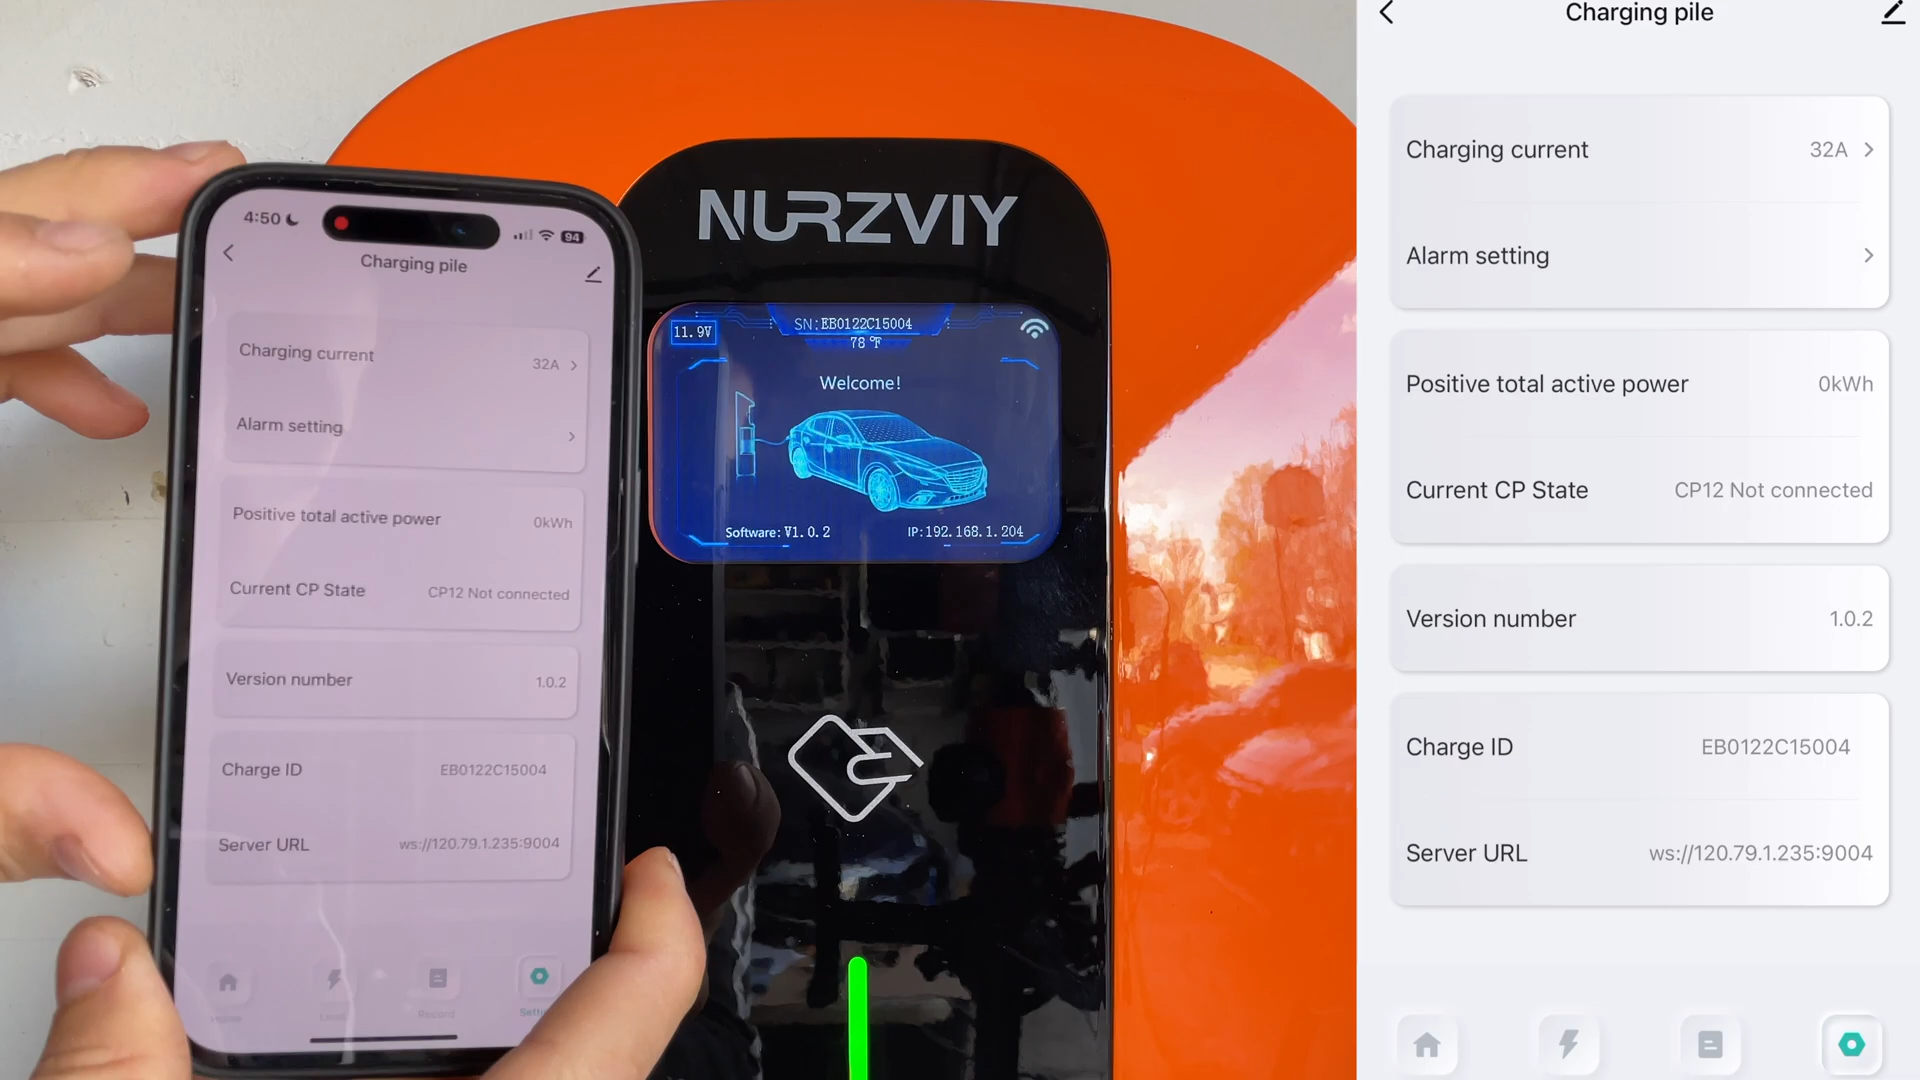 4:50
94
Charging pile
Charging current
32A
Alarm setting
Positive total active power
0kWh
Current CP State
CP12 Not connected
Version number
1.0.2
Charge ID
EB0122C15004
Server URL
ws://120.79.1.235:9004
Home
Record
NURZVIY
11.9V
SN:EB0122C15004
78 °F
Welcome!
Software: V1.0.2
IP:192.168.1.204
Charging pile
Charging current
32A
Alarm setting
Positive total active power
0kWh
Current CP State
CP12 Not connected
Version number
1.0.2
Charge ID
EB0122C15004
Server URL
ws://120.79.1.235:9004